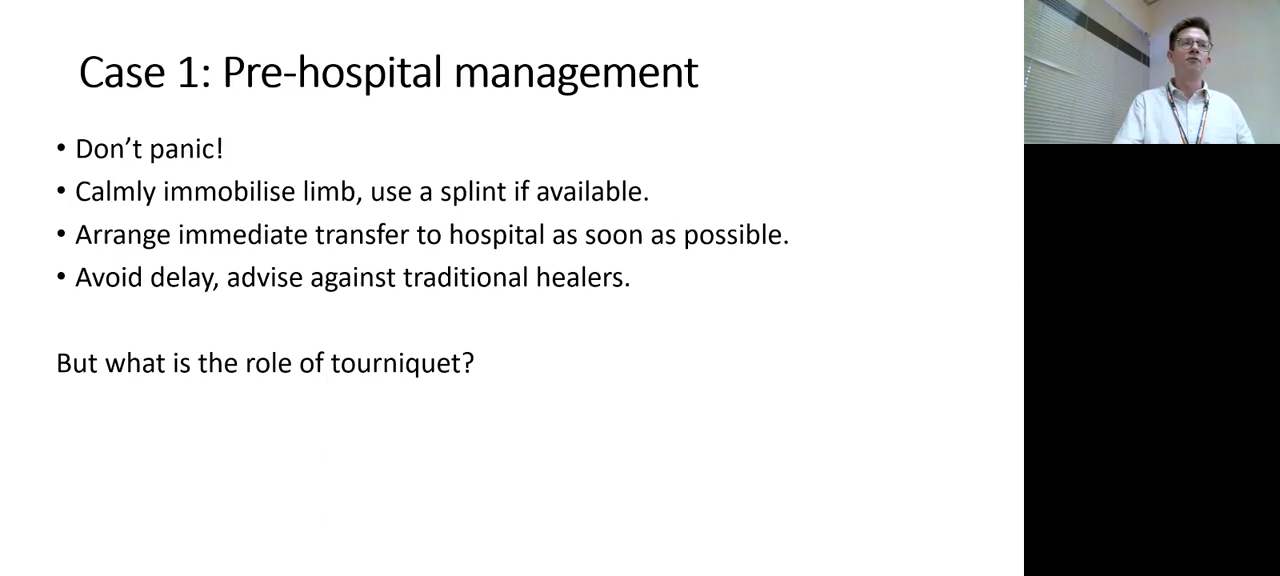 Case 1: Pre-hospital management
• Don’t panic!
• Calmly immobilise limb, use a splint if available.
• Arrange immediate transfer to hospital as soon as possible.
• Avoid delay, advise against traditional healers.
But what is the role of tourniquet?